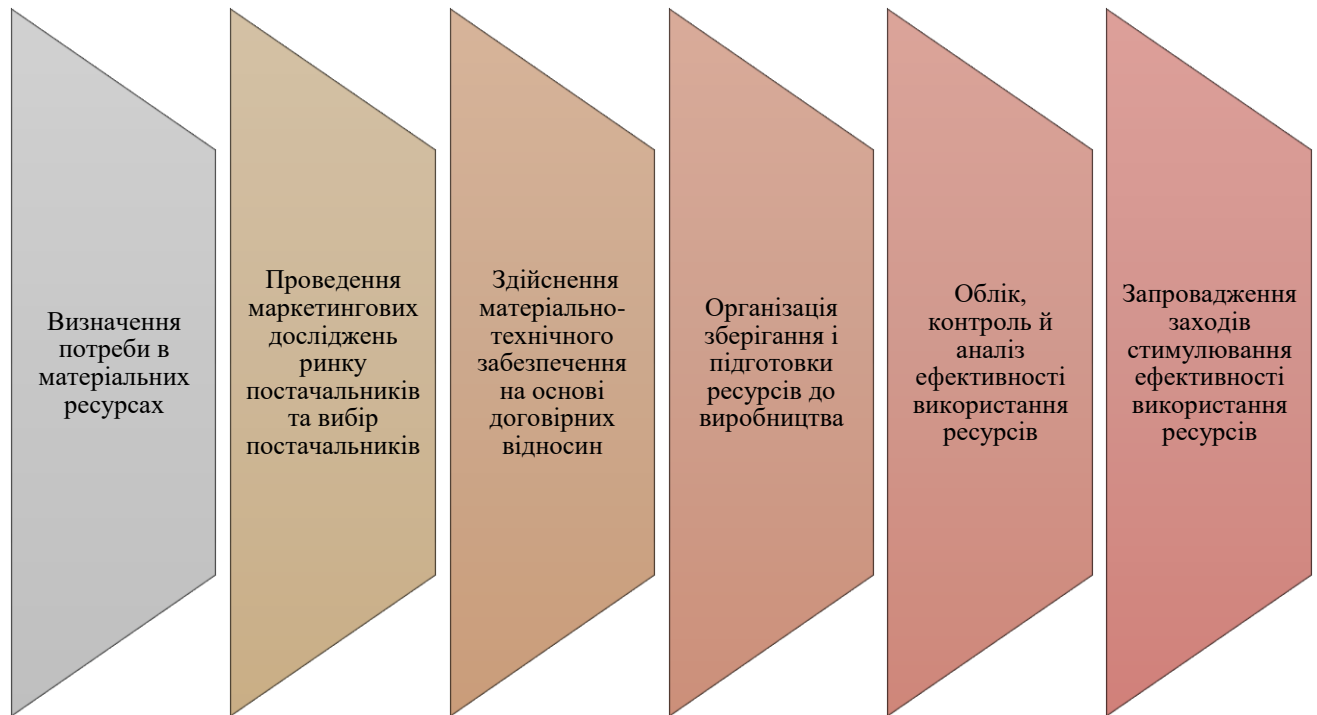 Визначення
потреби в
матеріальних
ресурсах
Проведення
маркетингових
досліджень
ринку
постачальників
та вибір
постачальників
Здійснення
матеріально-
технічного
забезпечення
на основі
договірних
відносин
Організація
зберігання і
підготовки
ресурсів до
виробництва
Облік,
контроль й
аналіз
ефективності
використання
ресурсів
Запровадження
заходів
стимулювання
ефективності
використання
ресурсів